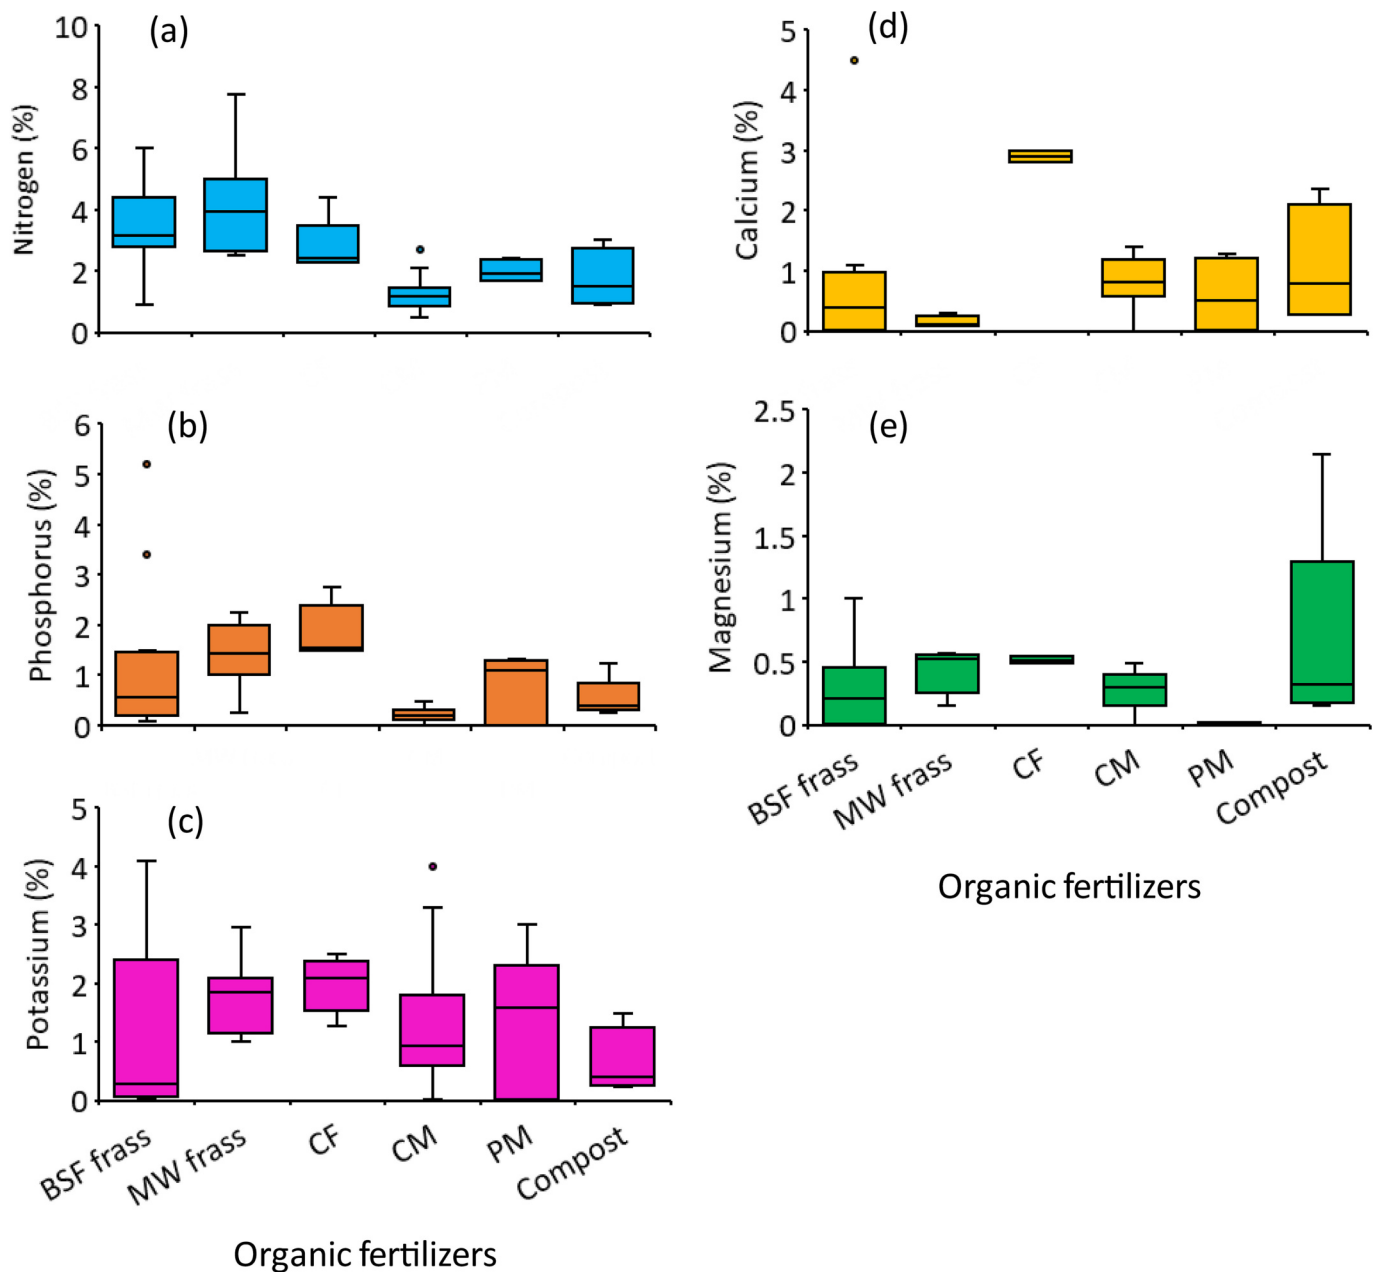 (a)
Nitrogen (%)
10
8
6
4
2
0
(b)
Phosphorus (%)
6
5
4
3
2
1
0
(c)
Potassium (%)
5
4
3
2
1
0
BSF frass
MW frass
CF
CM
PM
Compost
Organic fertilizers
(d)
Calcium (%)
5
4
3
2
1
0
(e)
Magnesium (%)
2.5
2
1.5
1
0.5
0
BSF frass
MW frass
CF
CM
PM
Compost
Organic fertilizers